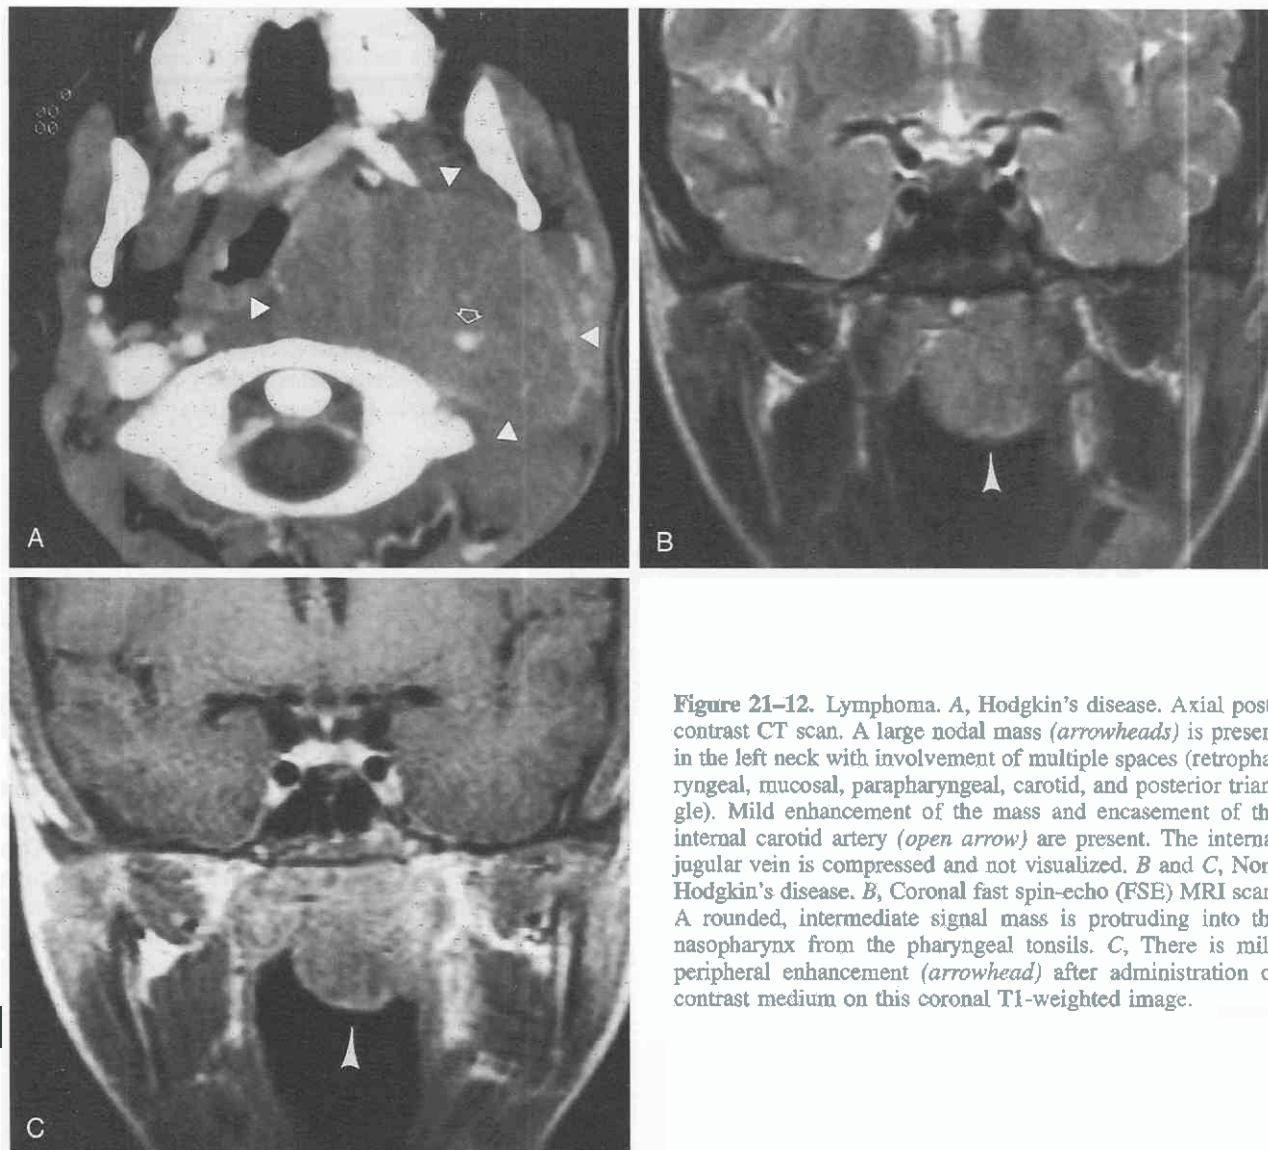 A
B
C
Figure 21–12. Lymphoma. A, Hodgkin's disease. Axial post
contrast CT scan. A large nodal mass (arrowheads) is presen
in the left neck with involvement of multiple spaces (retropha
ryngeal, mucosal, parapharyngeal, carotid, and posterior trian
gle). Mild enhancement of the mass and encasement of th
internal carotid artery (open arrow) are present. The interna
jugular vein is compressed and not visualized. B and C, Non
Hodgkin's disease. B, Coronal fast spin-echo (FSE) MRI scan
A rounded, intermediate signal mass is protruding into th
nasopharynx from the pharyngeal tonsils. C, There is mil
peripheral enhancement (arrowhead) after administration o
contrast medium on this coronal T1-weighted image.